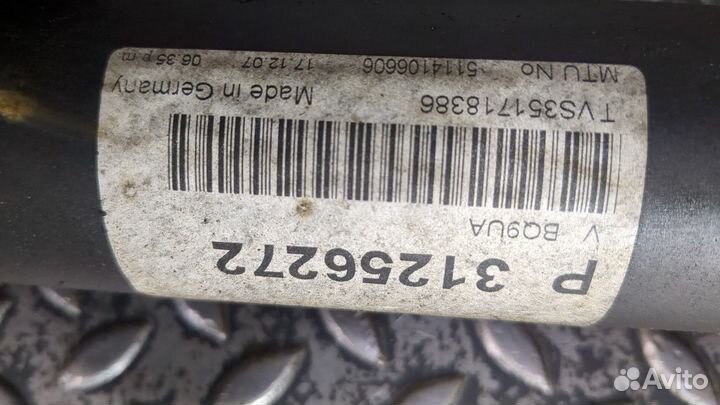 P 31256272
V BQ9UA
TVS351718386
Made in Germany
MTU No 5114106606 17.12.07 06.35 p.m
Avito